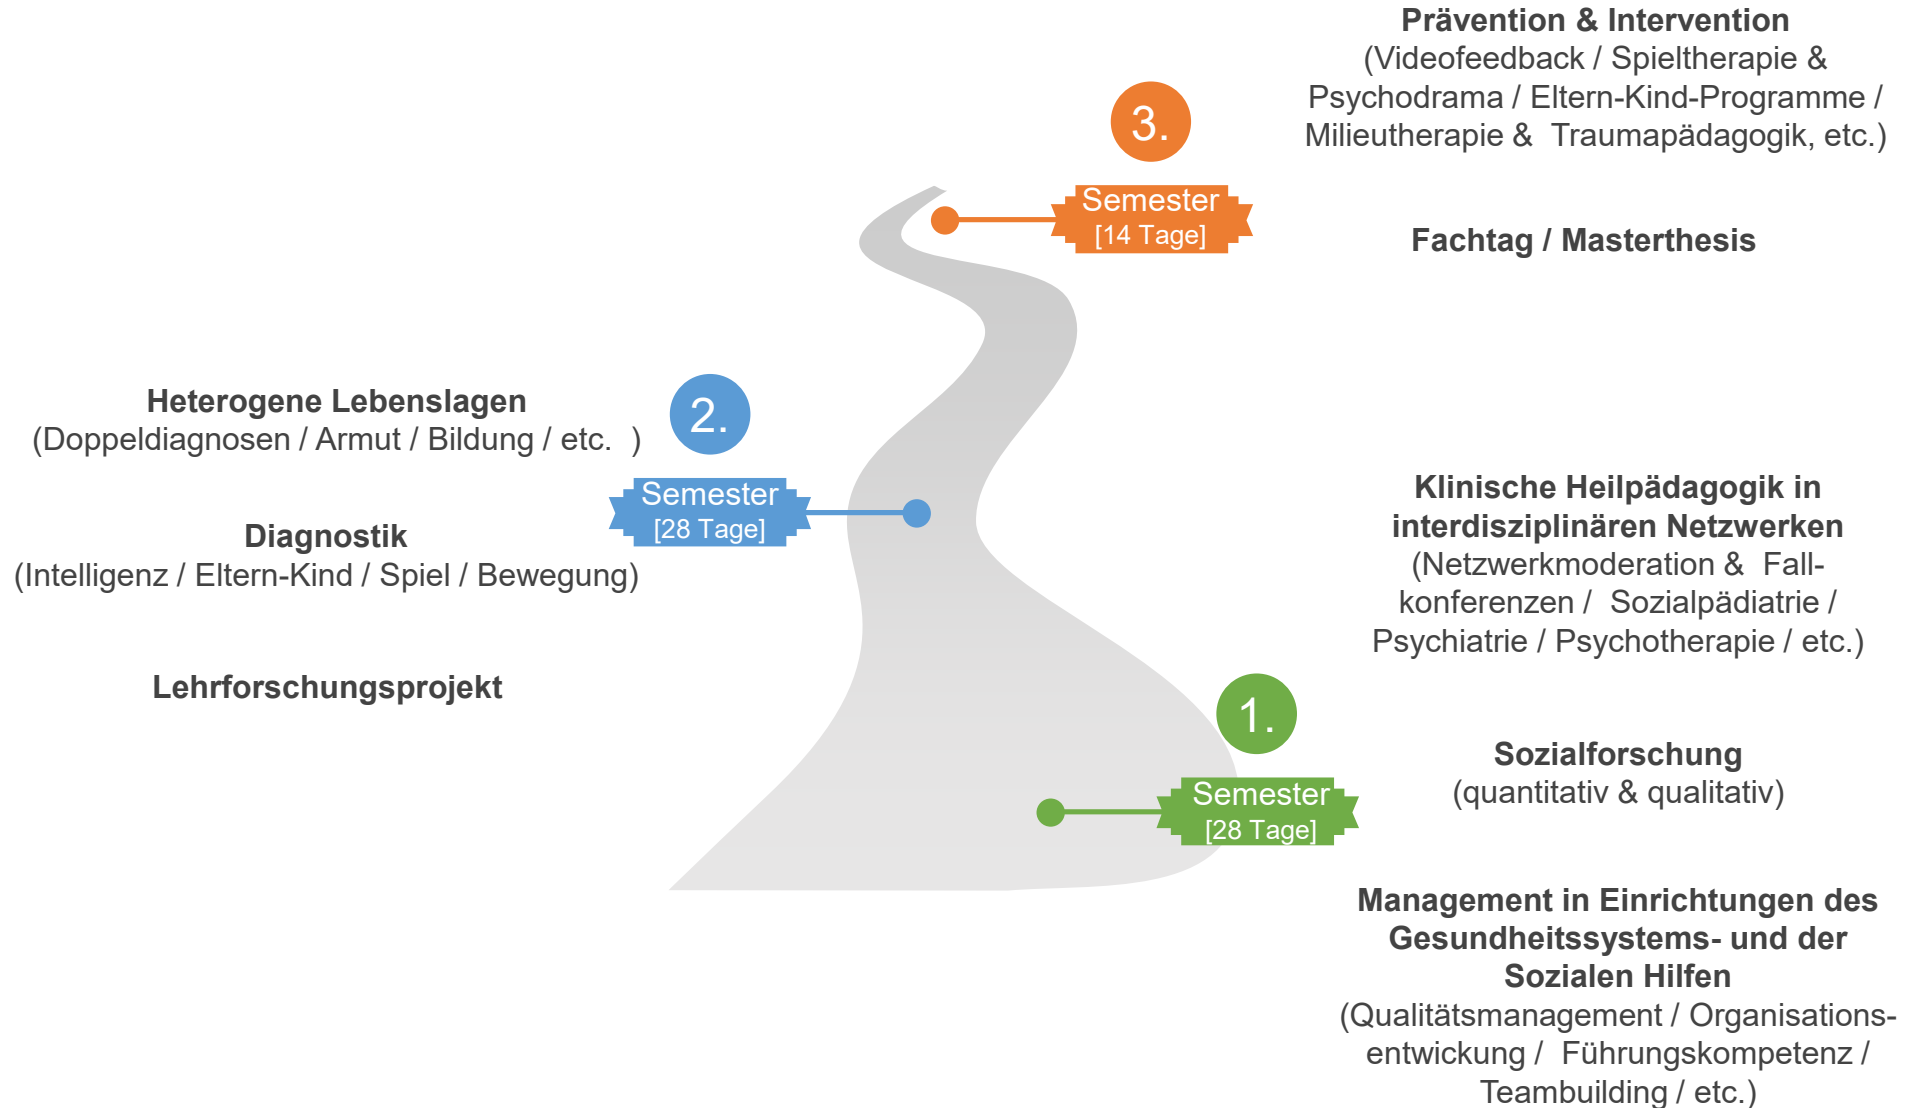 Prävention & Intervention
(Videofeedback / Spieltherapie &
Psychodrama / Eltern-Kind-Programme /
Milieutherapie & Traumapädagogik, etc.)
3.
Semester
[14 Tage]
Fachtag / Masterthesis
Heterogene Lebenslagen
(Doppeldiagnosen / Armut / Bildung / etc. )
2.
Semester
[28 Tage]
Diagnostik
(Intelligenz / Eltern-Kind / Spiel / Bewegung)
Lehrforschungsprojekt
Klinische Heilpädagogik in
interdisziplinären Netzwerken
(Netzwerkmoderation & Fall-
konferenzen / Sozialpädiatrie /
Psychiatrie / Psychotherapie / etc.)
1.
Semester
[28 Tage]
Sozialforschung
(quantitativ & qualitativ)
Management in Einrichtungen des
Gesundheitssystems- und der
Sozialen Hilfen
(Qualitätsmanagement / Organisations-
entwickung / Führungskompetenz /
Teambuilding / etc.)